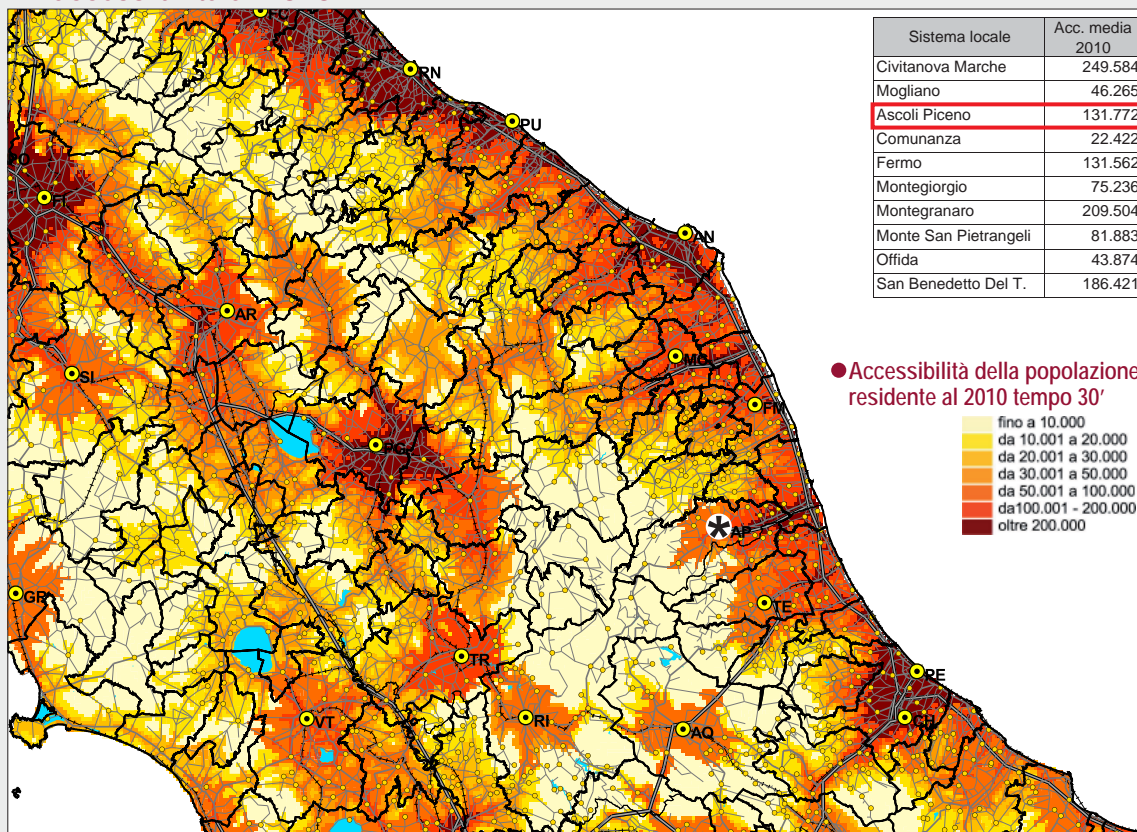 Sistema locale Acc. media 2010
Civitanova Marche 249.584
Mogliano 46.265
Ascoli Piceno 131.772
Comunanza 22.422
Fermo 131.562
Montegiorgio 75.236
Montegranaro 209.504
Monte San Pietrangeli 81.883
Offida 43.874
San Benedetto Del T. 186.421
RN
PU
FI
AN
AR
MC
SI
FM
PG
AP
GR
TE
TR
PE
VT
RI
AQ
CH
Accessibilità della popolazione
residente al 2010 tempo 30'
fino a 10.000
da 10.001 a 20.000
da 20.001 a 30.000
da 30.001 a 50.000
da 50.001 a 100.000
da100.001 - 200.000
oltre 200.000